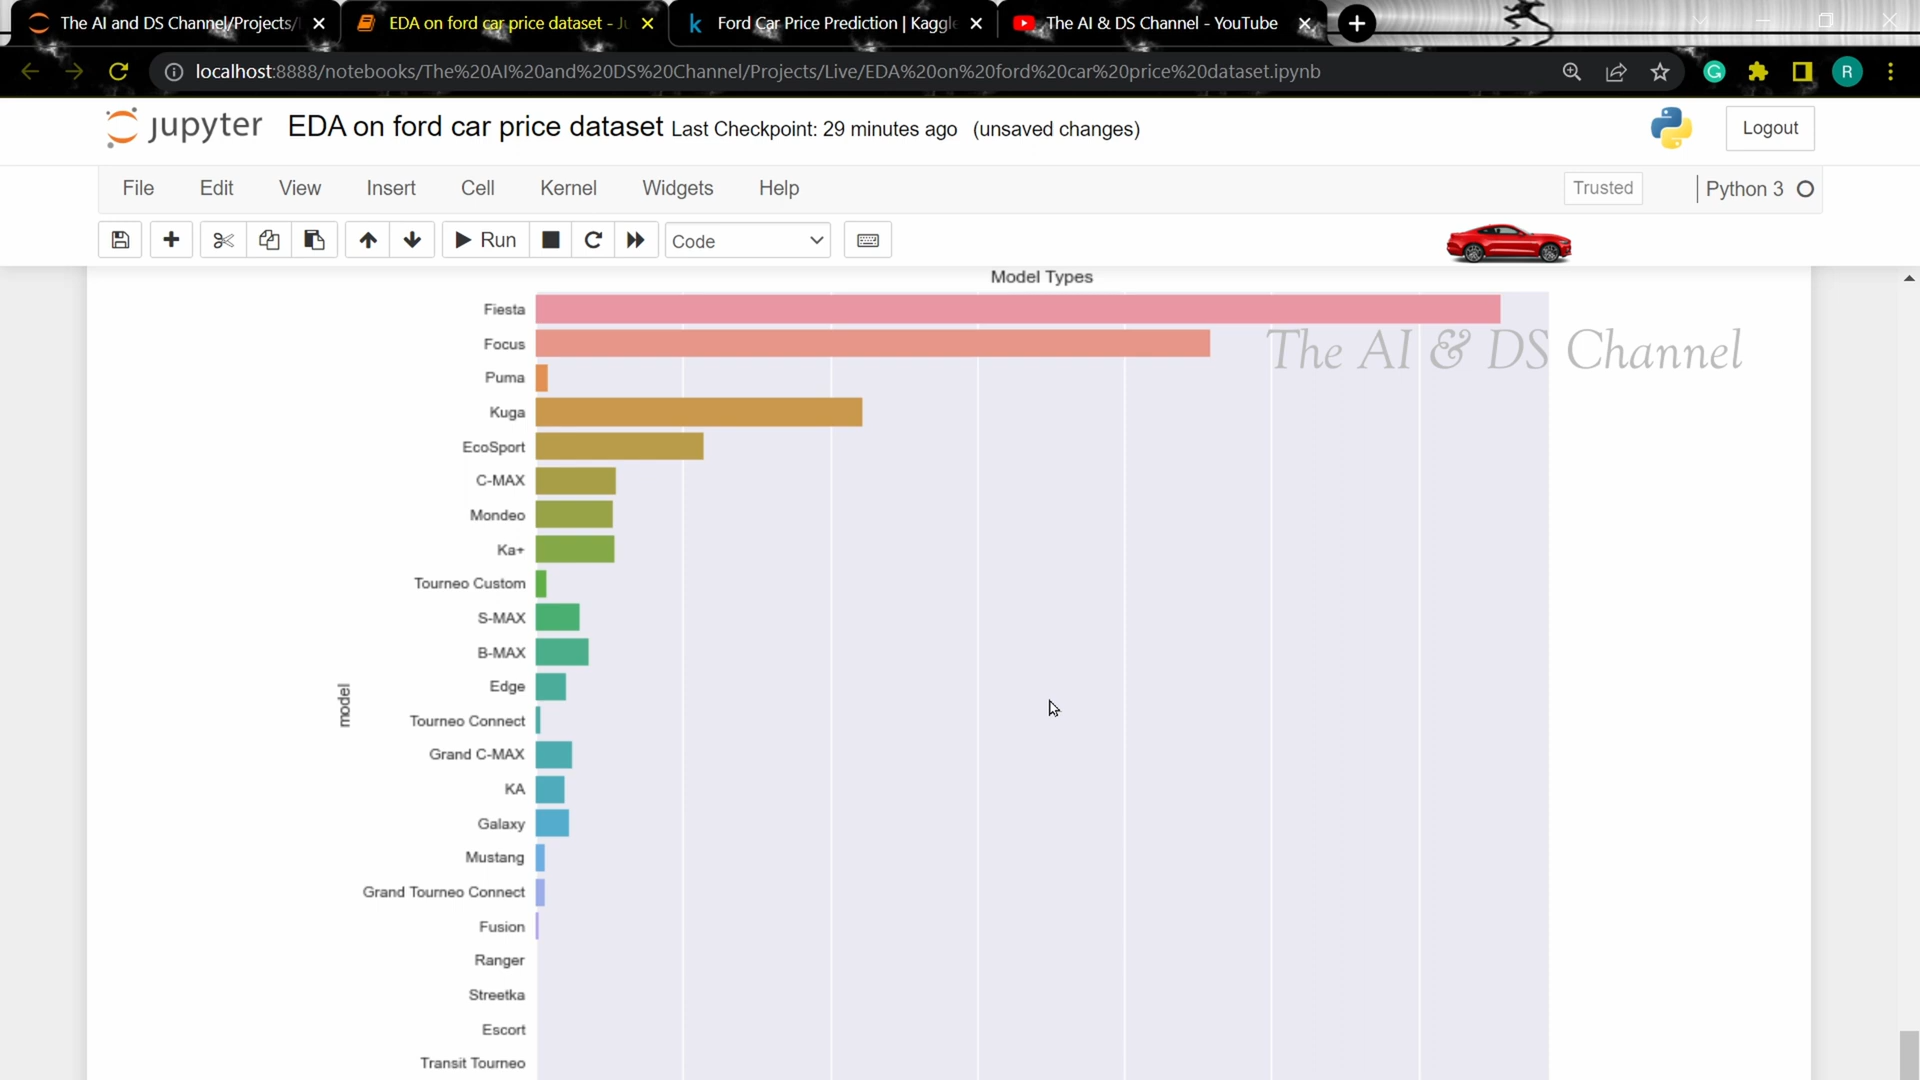 The AI and DS Channel/Projects/
EDA on ford car price dataset - Ju
Ford Car Price Prediction | Kaggle
The AI & DS Channel - YouTube
localhost:8888/notebooks/The%20AI%20and%20DS%20Channel/Projects/Live/EDA%20on%20ford%20car%20price%20dataset.ipynb
R
jupyter EDA on ford car price dataset Last Checkpoint: 29 minutes ago (unsaved changes)
Logout
File Edit View Insert Cell Kernel Widgets Help
Trusted
Python 3
Run
Code
Model Types
Fiesta
Focus
The AI & DS Channel
Puma
Kuga
EcoSport
C-MAX
Mondeo
Ka+
Tourneo Custom
S-MAX
B-MAX
Edge
model
Tourneo Connect
Grand C-MAX
KA
Galaxy
Mustang
Grand Tourneo Connect
Fusion
Ranger
Streetka
Escort
Transit Tourneo